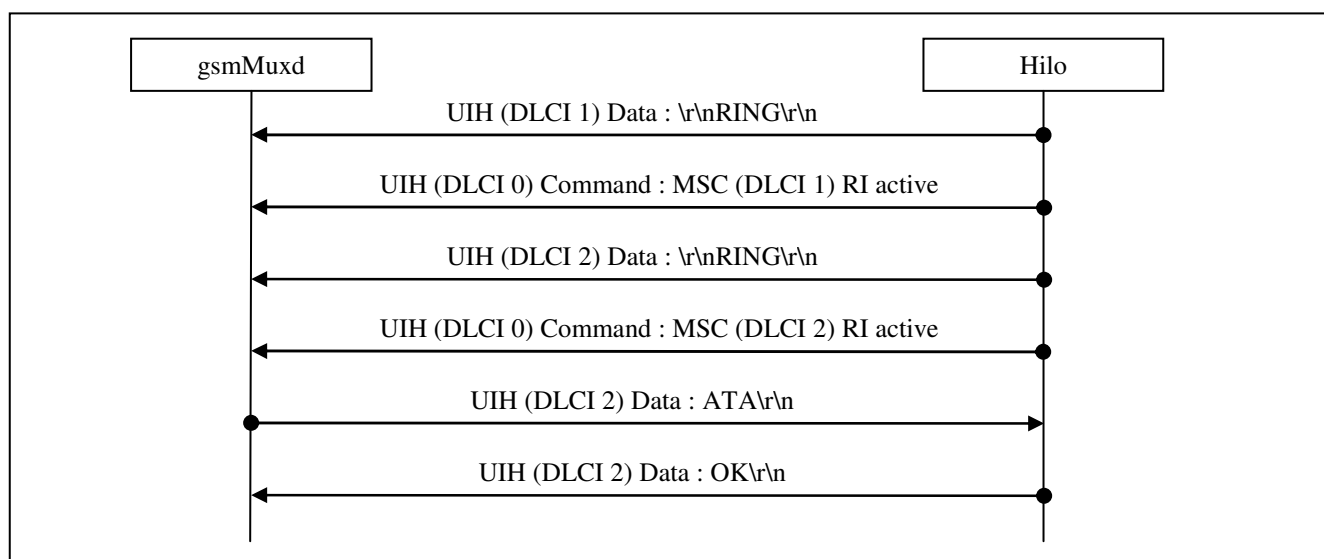 gsmMuxd
Hilo
UIH (DLCI 1) Data : \r\nRING\r\n
UIH (DLCI 0) Command : MSC (DLCI 1) RI active
UIH (DLCI 2) Data : \r\nRING\r\n
UIH (DLCI 0) Command : MSC (DLCI 2) RI active
UIH (DLCI 2) Data : ATA\r\n
UIH (DLCI 2) Data : OK\r\n